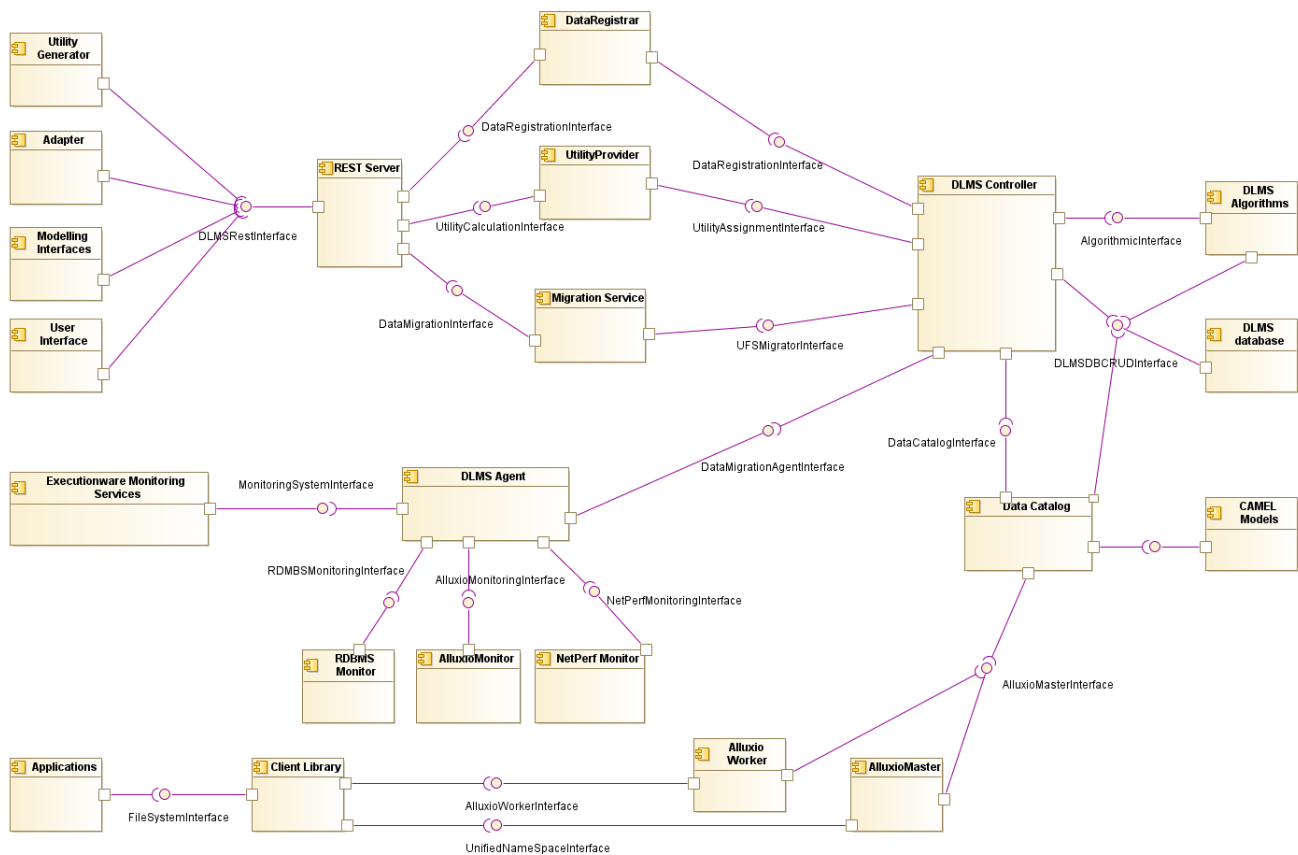 Utility
Generator
Adapter
Modelling
Interfaces
User
Interface
DLMSRestInterface
REST Server
DataRegistrar
DataRegistrationInterface
UtilityProvider
UtilityCalculationInterface
Migration Service
DataMigrationInterface
DataRegistrationInterface
UtilityAssignmentInterface
UFSMigratorInterface
DLMS Controller
DLMS
Algorithms
AlgorithmicInterface
DLMS
database
DLMSDBCRUDInterface
DataCatalogInterface
DataMigrationAgentInterface
Executionware Monitoring
Services
MonitoringSystemInterface
DLMS Agent
Data Catalog
CAMEL
Models
RDMBSMonitoringInterface
AlluxioMonitoringInterface
NetPerfMonitoringInterface
RDBMS
Monitor
AlluxioMonitor
NetPerf Monitor
AlluxioMasterInterface
Applications
FileSystemInterface
Client Library
AlluxioWorkerInterface
UnifiedNameSpaceInterface
Alluxio
Worker
AlluxioMaster